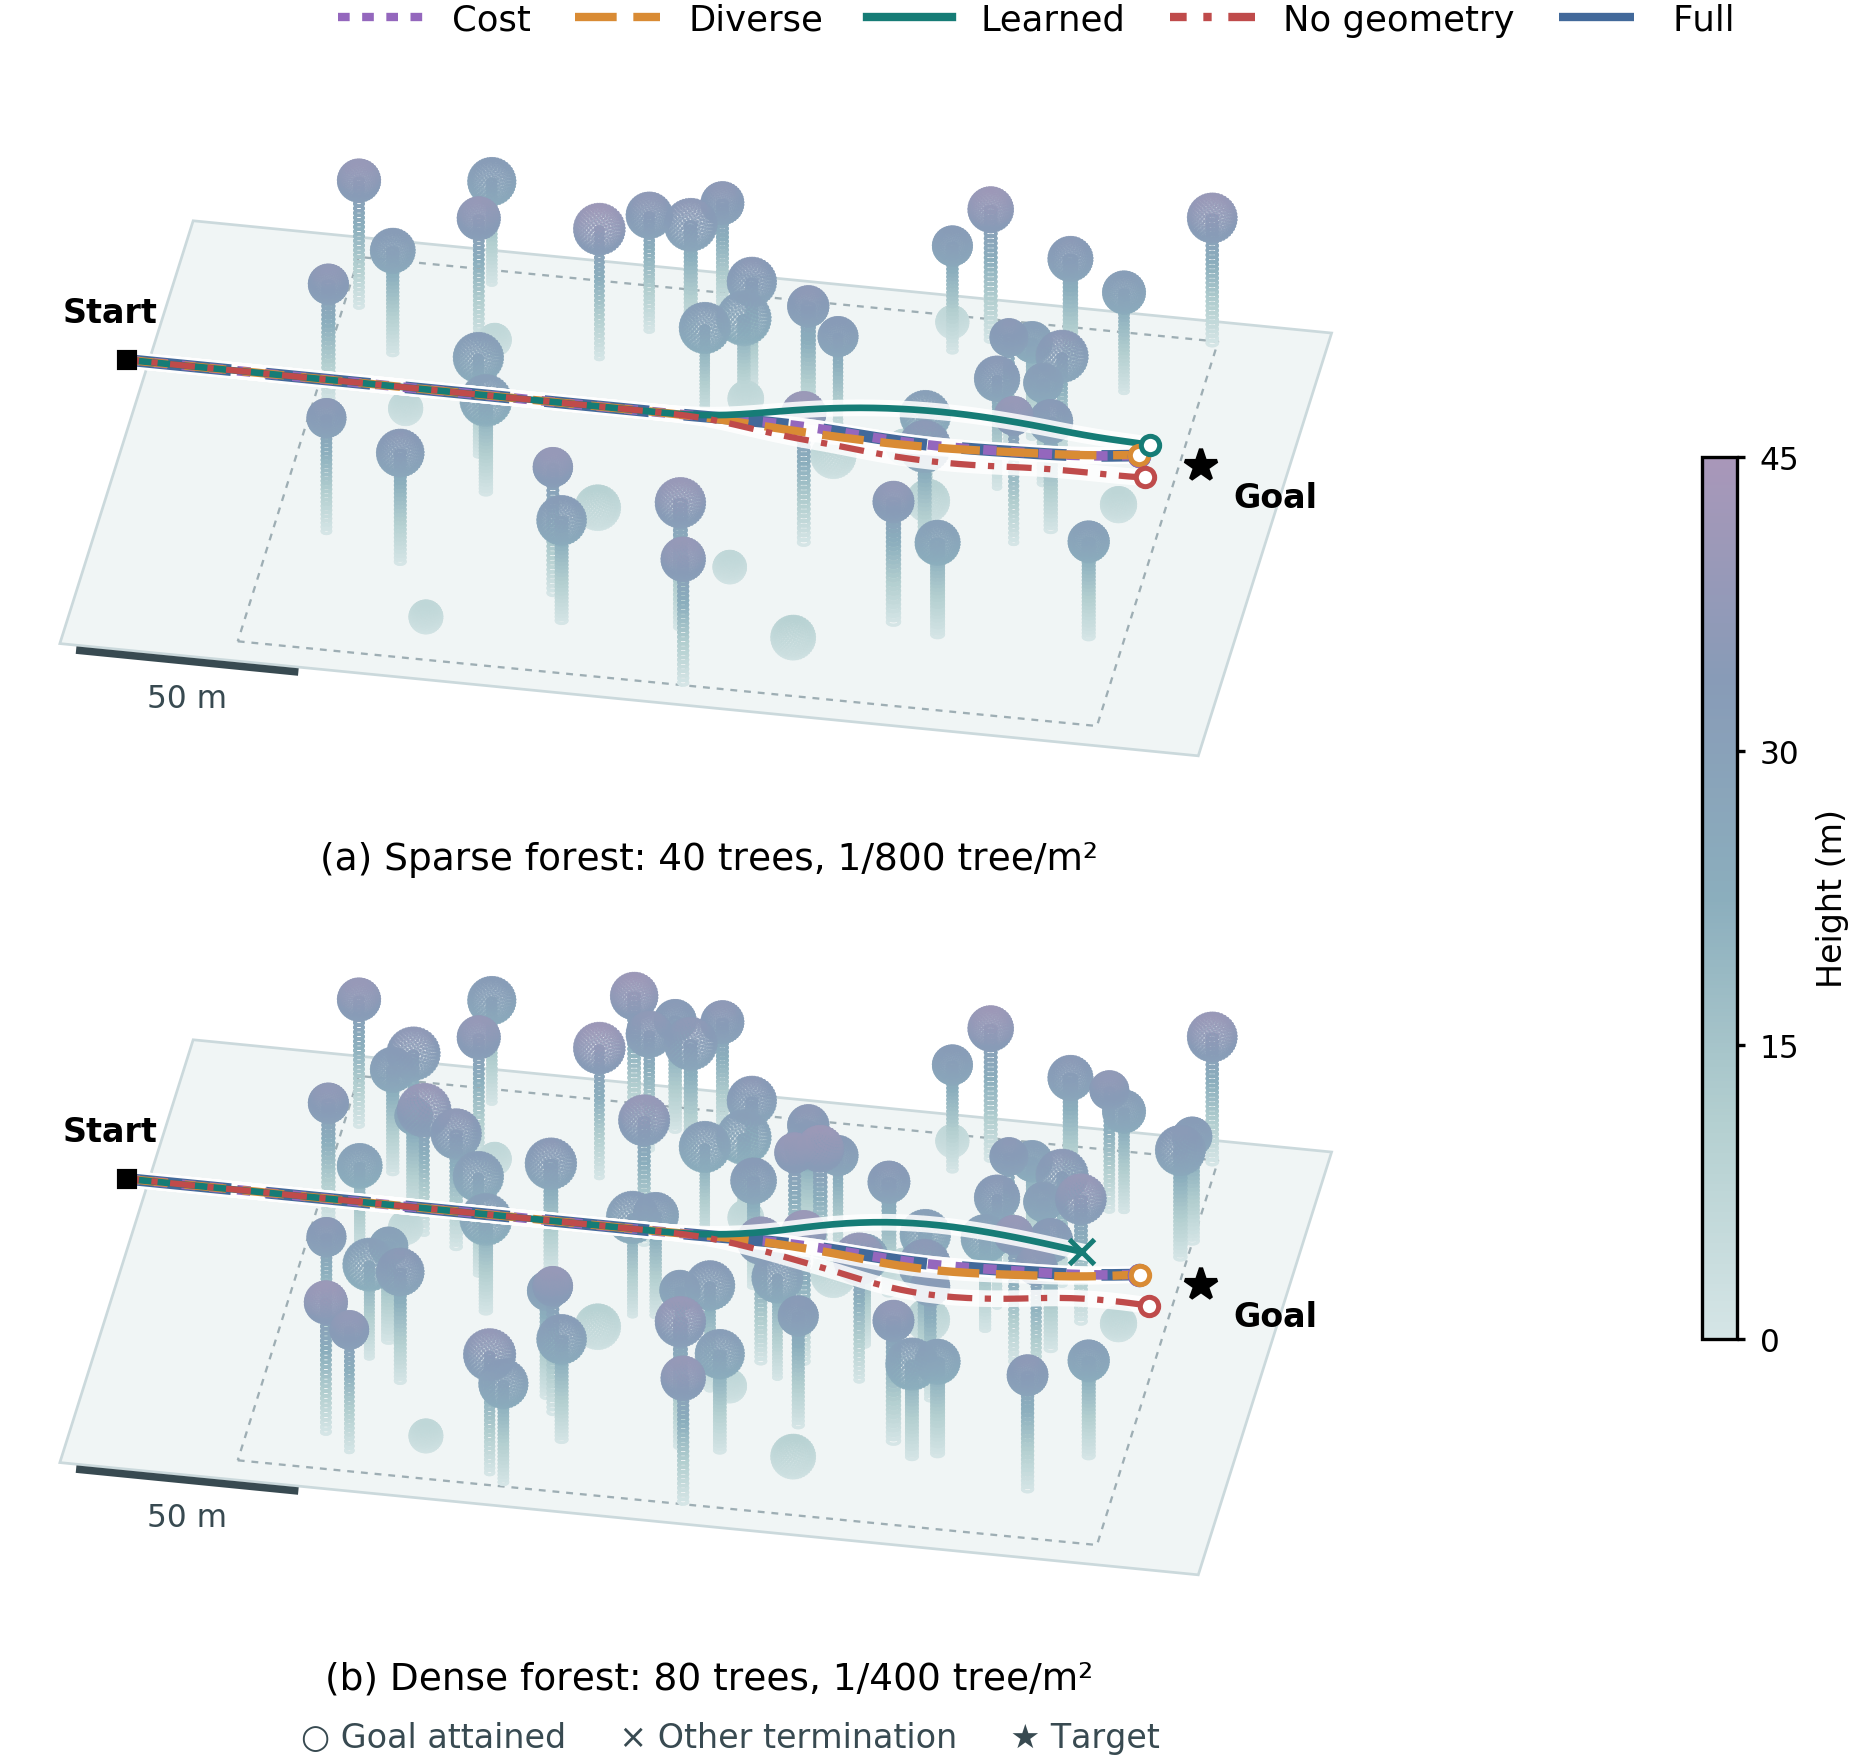 Cost Diverse Learned No geometry Full
Start
Goal
50 m
(a) Sparse forest: 40 trees, 1/800 tree/m²
45
30
15
0
Height (m)
Start
Goal
50 m
(b) Dense forest: 80 trees, 1/400 tree/m²
○ Goal attained × Other termination ★ Target